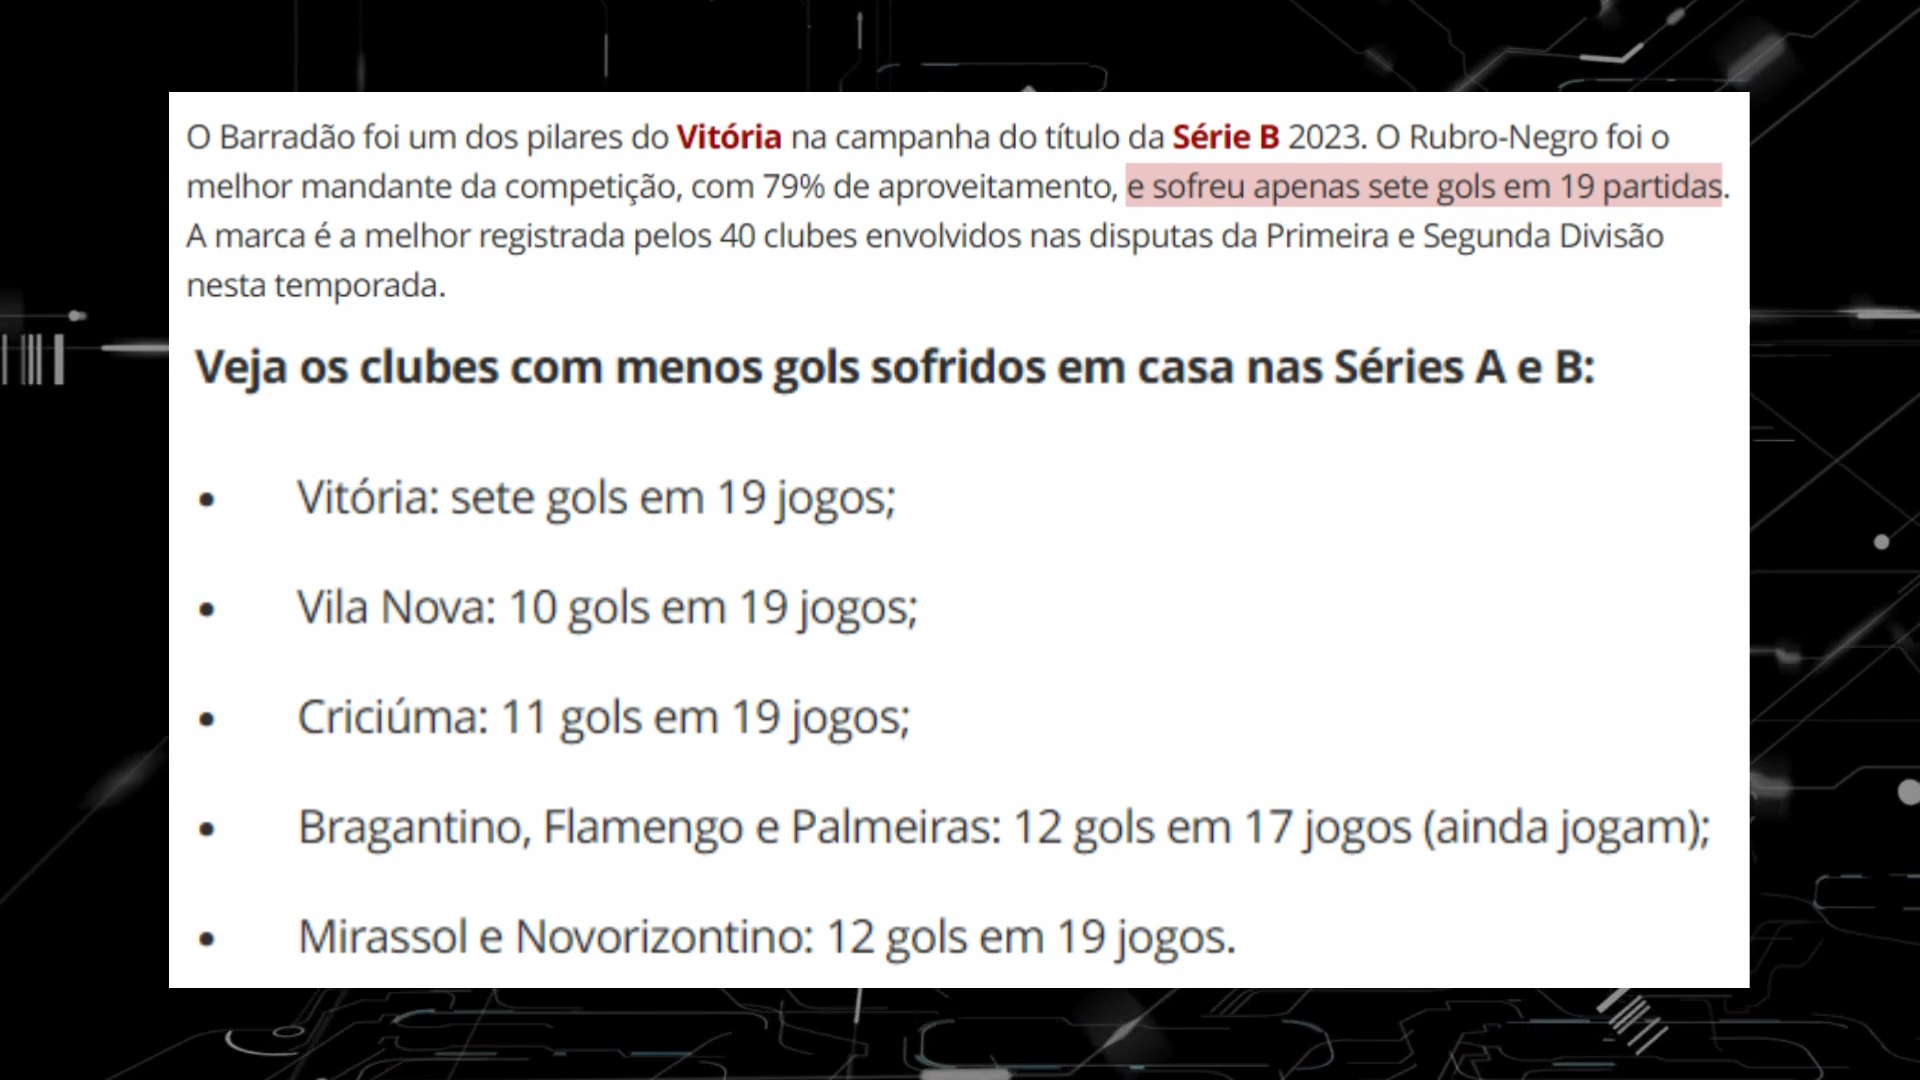 O Barradão foi um dos pilares do Vitória na campanha do título da Série B 2023. O Rubro-Negro foi o
melhor mandante da competição, com 79% de aproveitamento, e sofreu apenas sete gols em 19 partidas.
A marca é a melhor registrada pelos 40 clubes envolvidos nas disputas da Primeira e Segunda Divisão
nesta temporada.
Veja os clubes com menos gols sofridos em casa nas Séries A e B:
• Vitória: sete gols em 19 jogos;
• Vila Nova: 10 gols em 19 jogos;
• Criciúma: 11 gols em 19 jogos;
• Bragantino, Flamengo e Palmeiras: 12 gols em 17 jogos (ainda jogam);
• Mirassol e Novorizontino: 12 gols em 19 jogos.